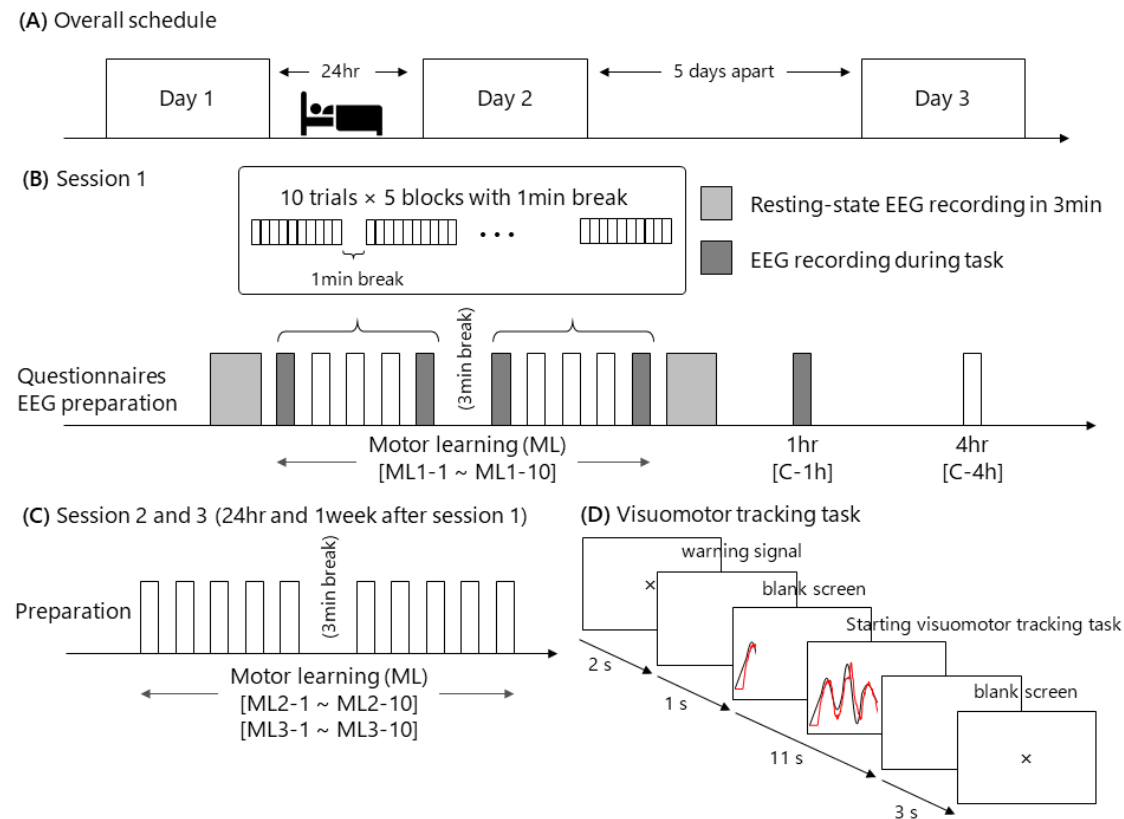 (A) Overall schedule
Day 1
24hr
Day 2
5 days apart
Day 3
(B) Session 1
10 trials × 5 blocks with 1min break
• • •
1min break
Resting-state EEG recording in 3min
EEG recording during task
(3min break)
Questionnaires
EEG preparation
Motor learning (ML)
[ML1-1 ~ ML1-10]
1hr
[C-1h]
4hr
[C-4h]
(C) Session 2 and 3 (24hr and 1week after session 1)
(3min break)
Preparation
Motor learning (ML)
[ML2-1 ~ ML2-10]
[ML3-1 ~ ML3-10]
(D) Visuomotor tracking task
warning signal
×
blank screen
Starting visuomotor tracking task
blank screen
×
2 s
1 s
11 s
3 s